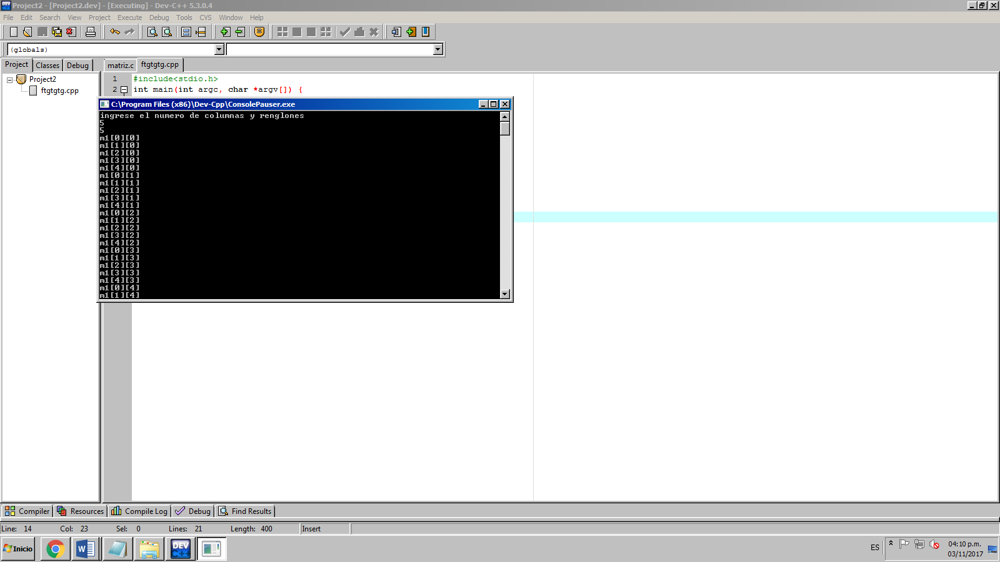 Project2 - [Project2.dev] - [Executing] - Dev-C++ 5.3.0.4
File Edit Search View Project Execute Debug Tools CVS Window Help
(globals)
Project Classes Debug matriz.c ftgtgtg.cpp
Project2
ftgtgtg.cpp
1 #include<stdio.h>
2 int main(int argc, char *argv[]) {
C:\Program Files (x86)\Dev-Cpp\ConsolePauser.exe
ingrese el numero de columnas y renglones
5
5
m1[0][0]
m1[1][0]
m1[2][0]
m1[3][0]
m1[4][0]
m1[0][1]
m1[1][1]
m1[2][1]
m1[3][1]
m1[4][1]
m1[0][2]
m1[1][2]
m1[2][2]
m1[3][2]
m1[4][2]
m1[0][3]
m1[1][3]
m1[2][3]
m1[3][3]
m1[4][3]
m1[0][4]
m1[1][4]
Compiler Resources Compile Log Debug Find Results
Line: 14 Col: 23 Sel: 0 Lines: 21 Length: 400 Insert
Inicio DEV C++ ES 04:10 p.m.
03/11/2017